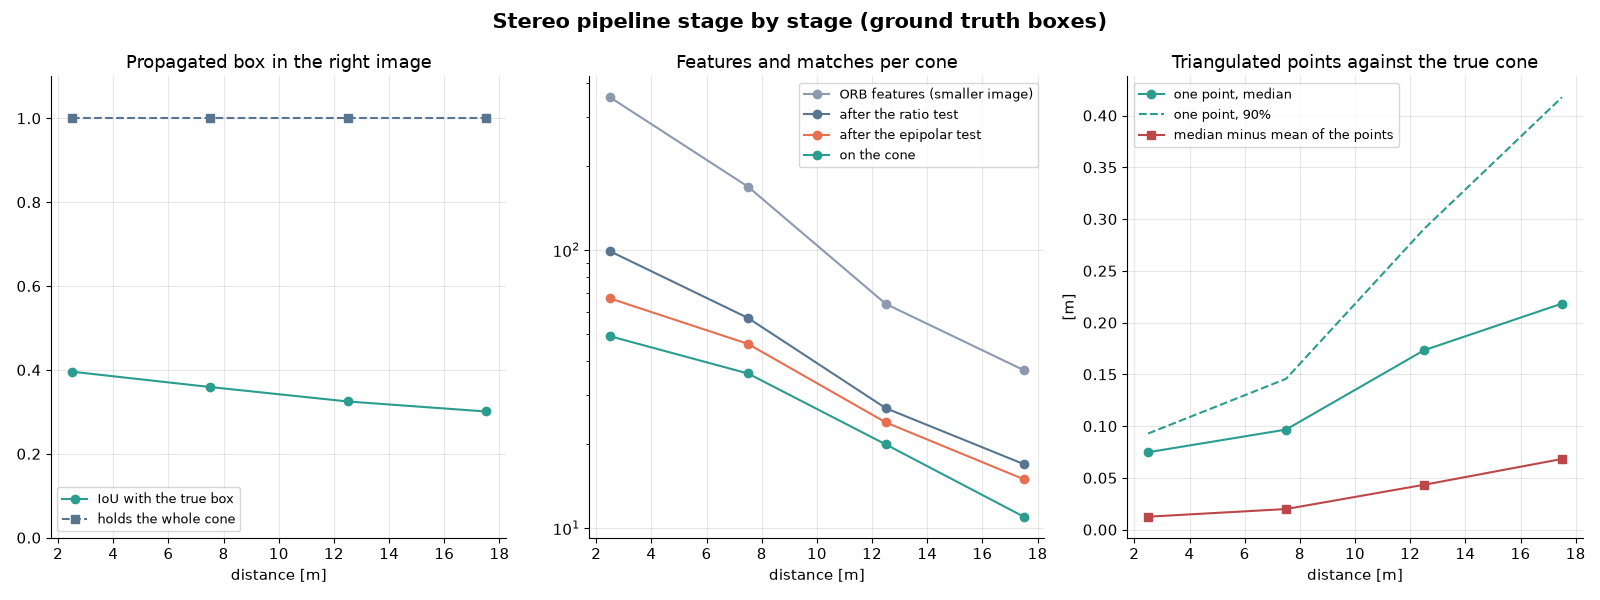 Stereo pipeline stage by stage (ground truth boxes)
Propagated box in the right image
1.0
0.8
0.6
0.4
0.2
0.0
IoU with the true box
holds the whole cone
2 4 6 8 10 12 14 16 18
distance [m]
Features and matches per cone
ORB features (smaller image)
after the ratio test
after the epipolar test
on the cone
10²
10¹
2 4 6 8 10 12 14 16 18
distance [m]
Triangulated points against the true cone
one point, median
one point, 90%
median minus mean of the points
[m]
0.40
0.35
0.30
0.25
0.20
0.15
0.10
0.05
0.00
2 4 6 8 10 12 14 16 18
distance [m]